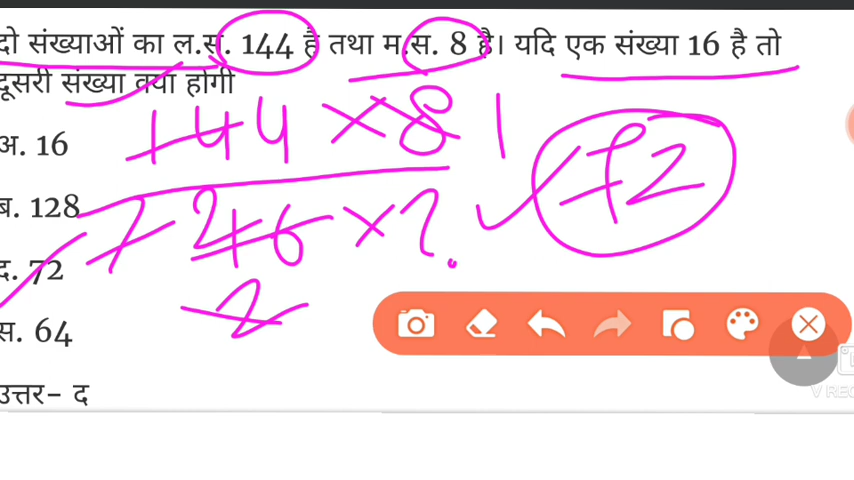 दो संख्याओं का ल.स. 144 है तथा म.स. 8 है। यदि एक संख्या 16 है तो
दूसरी संख्या क्या होगी
अ. 16
144 × 8
72
ब. 128
16 × ?
द. 72
2
स. 64
उत्तर- द